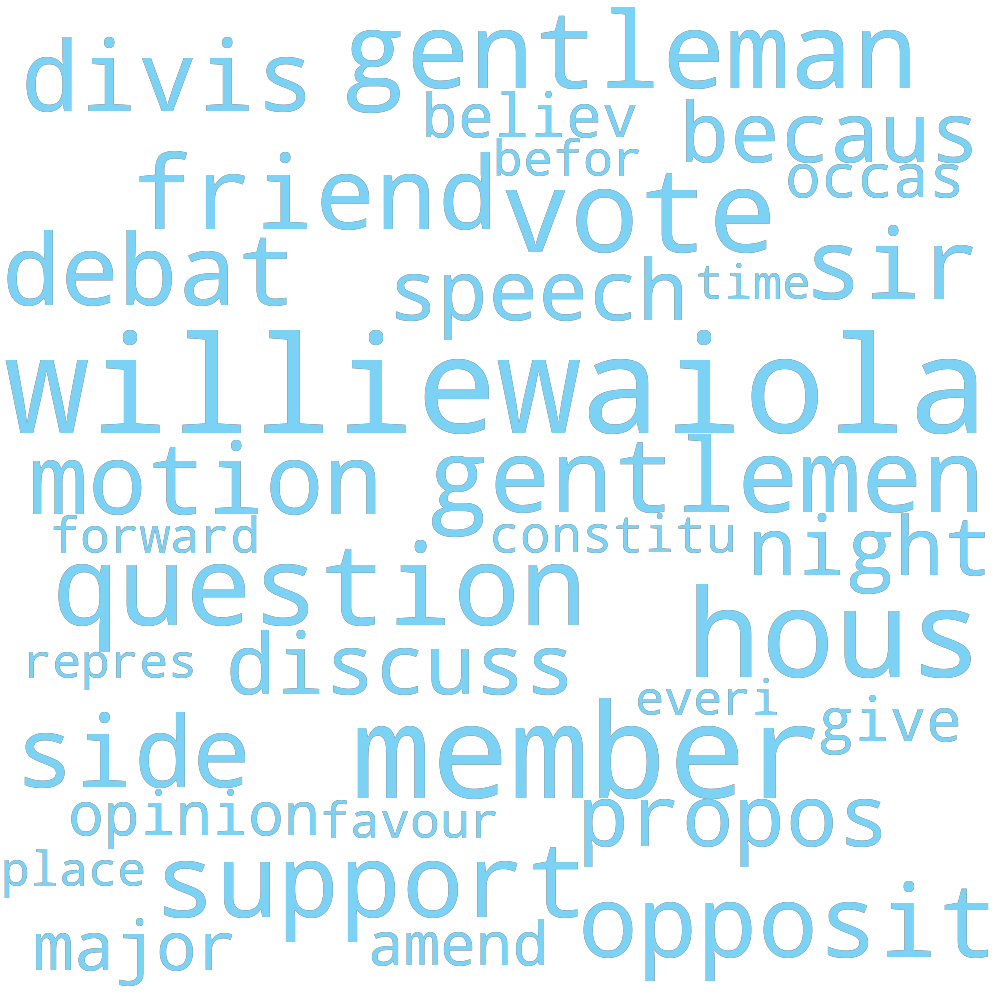 divis gentleman
believ becaus
befor occas
friend vote
debat speech time sir
williewaiola
motion gentlemen
forward constitu night
question hous
repres discuss
everi give
side member
opinion favour propos
place support
major amend opposit